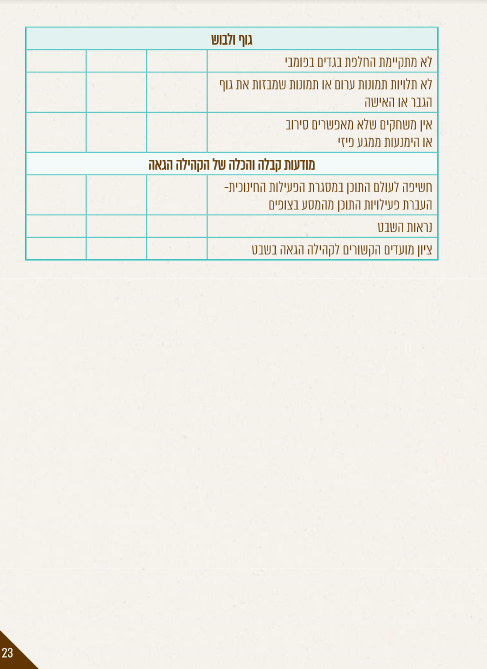 גוף ולבוש
לא מתקיימת החלפת בגדים בפומבי
לא תלויות תמונות ערום או תמונות שמבזות את גוף
הגבר או האישה
אין משחקים שלא מאפשרים סירוב
או הימנעות ממגע פיזי
מודעות קבלה והכלה של הקהילה הגאה
חשיפה לעולם התוכן במסגרת הפעילות החינוכית-
העברת פעילויות התוכן מהמסע בצופים
נראות השבט
ציון מועדים הקשורים לקהילה הגאה בשבט
23